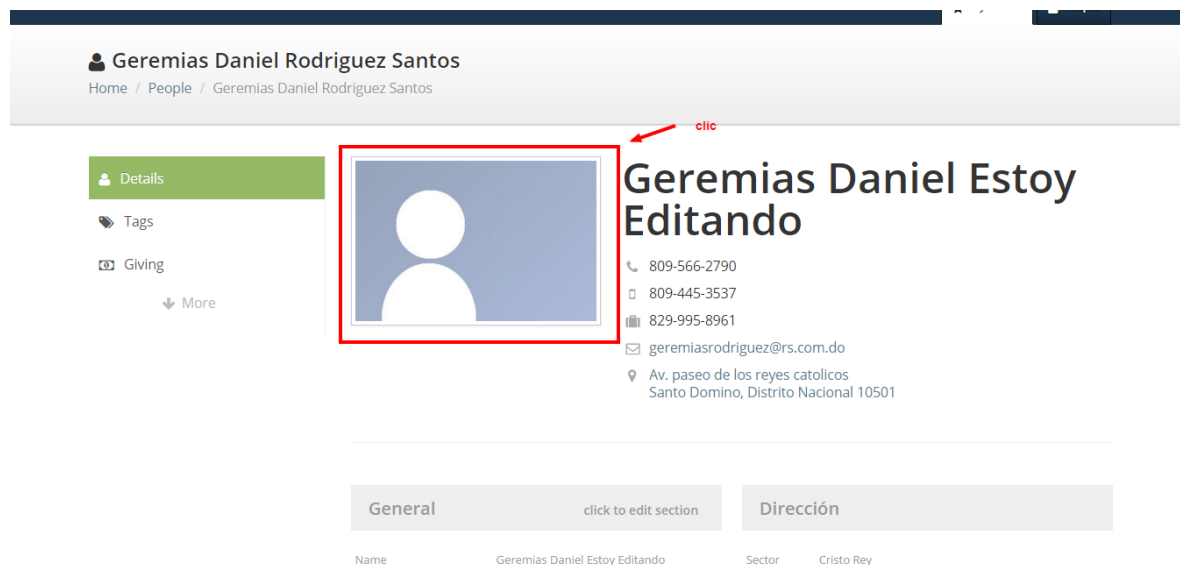 Geremias Daniel Rodriguez Santos
Home / People / Geremias Daniel Rodriguez Santos
clic
Details
Tags
Giving
More
Geremias Daniel Estoy
Editando
809-566-2790
809-445-3537
829-995-8961
geremiasrodriguez@rs.com.do
Av. paseo de los reyes catolicos
Santo Domino, Distrito Nacional 10501
General click to edit section
Dirección
Name Geremias Daniel Estoy Editando
Sector Cristo Rey